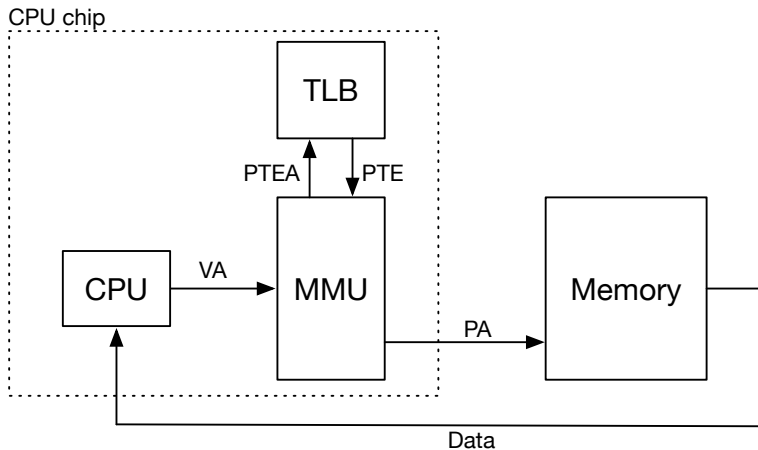 CPU chip
TLB
PTEA
PTE
CPU
VA
MMU
Memory
PA
Data